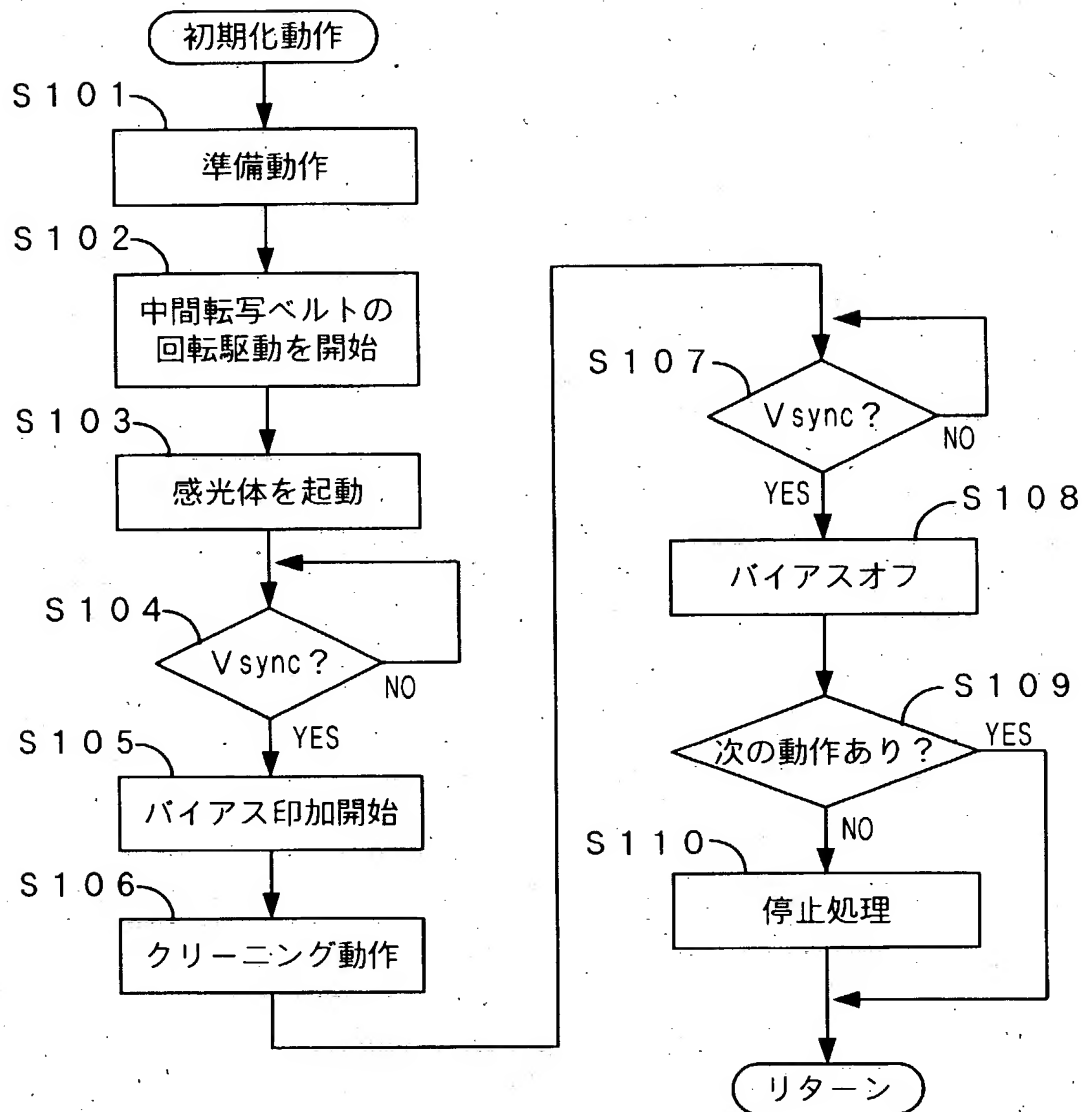 初期化動作
S101
準備動作
S102
中間転写ベルトの
回転駆動を開始
S103
感光体を起動
S104
Vsync?
NO
YES
S105
バイアス印加開始
S106
クリーニング動作
S107
Vsync?
NO
YES
S108
バイアスオフ
S109
次の動作あり?
YES
NO
S110
停止処理
リターン